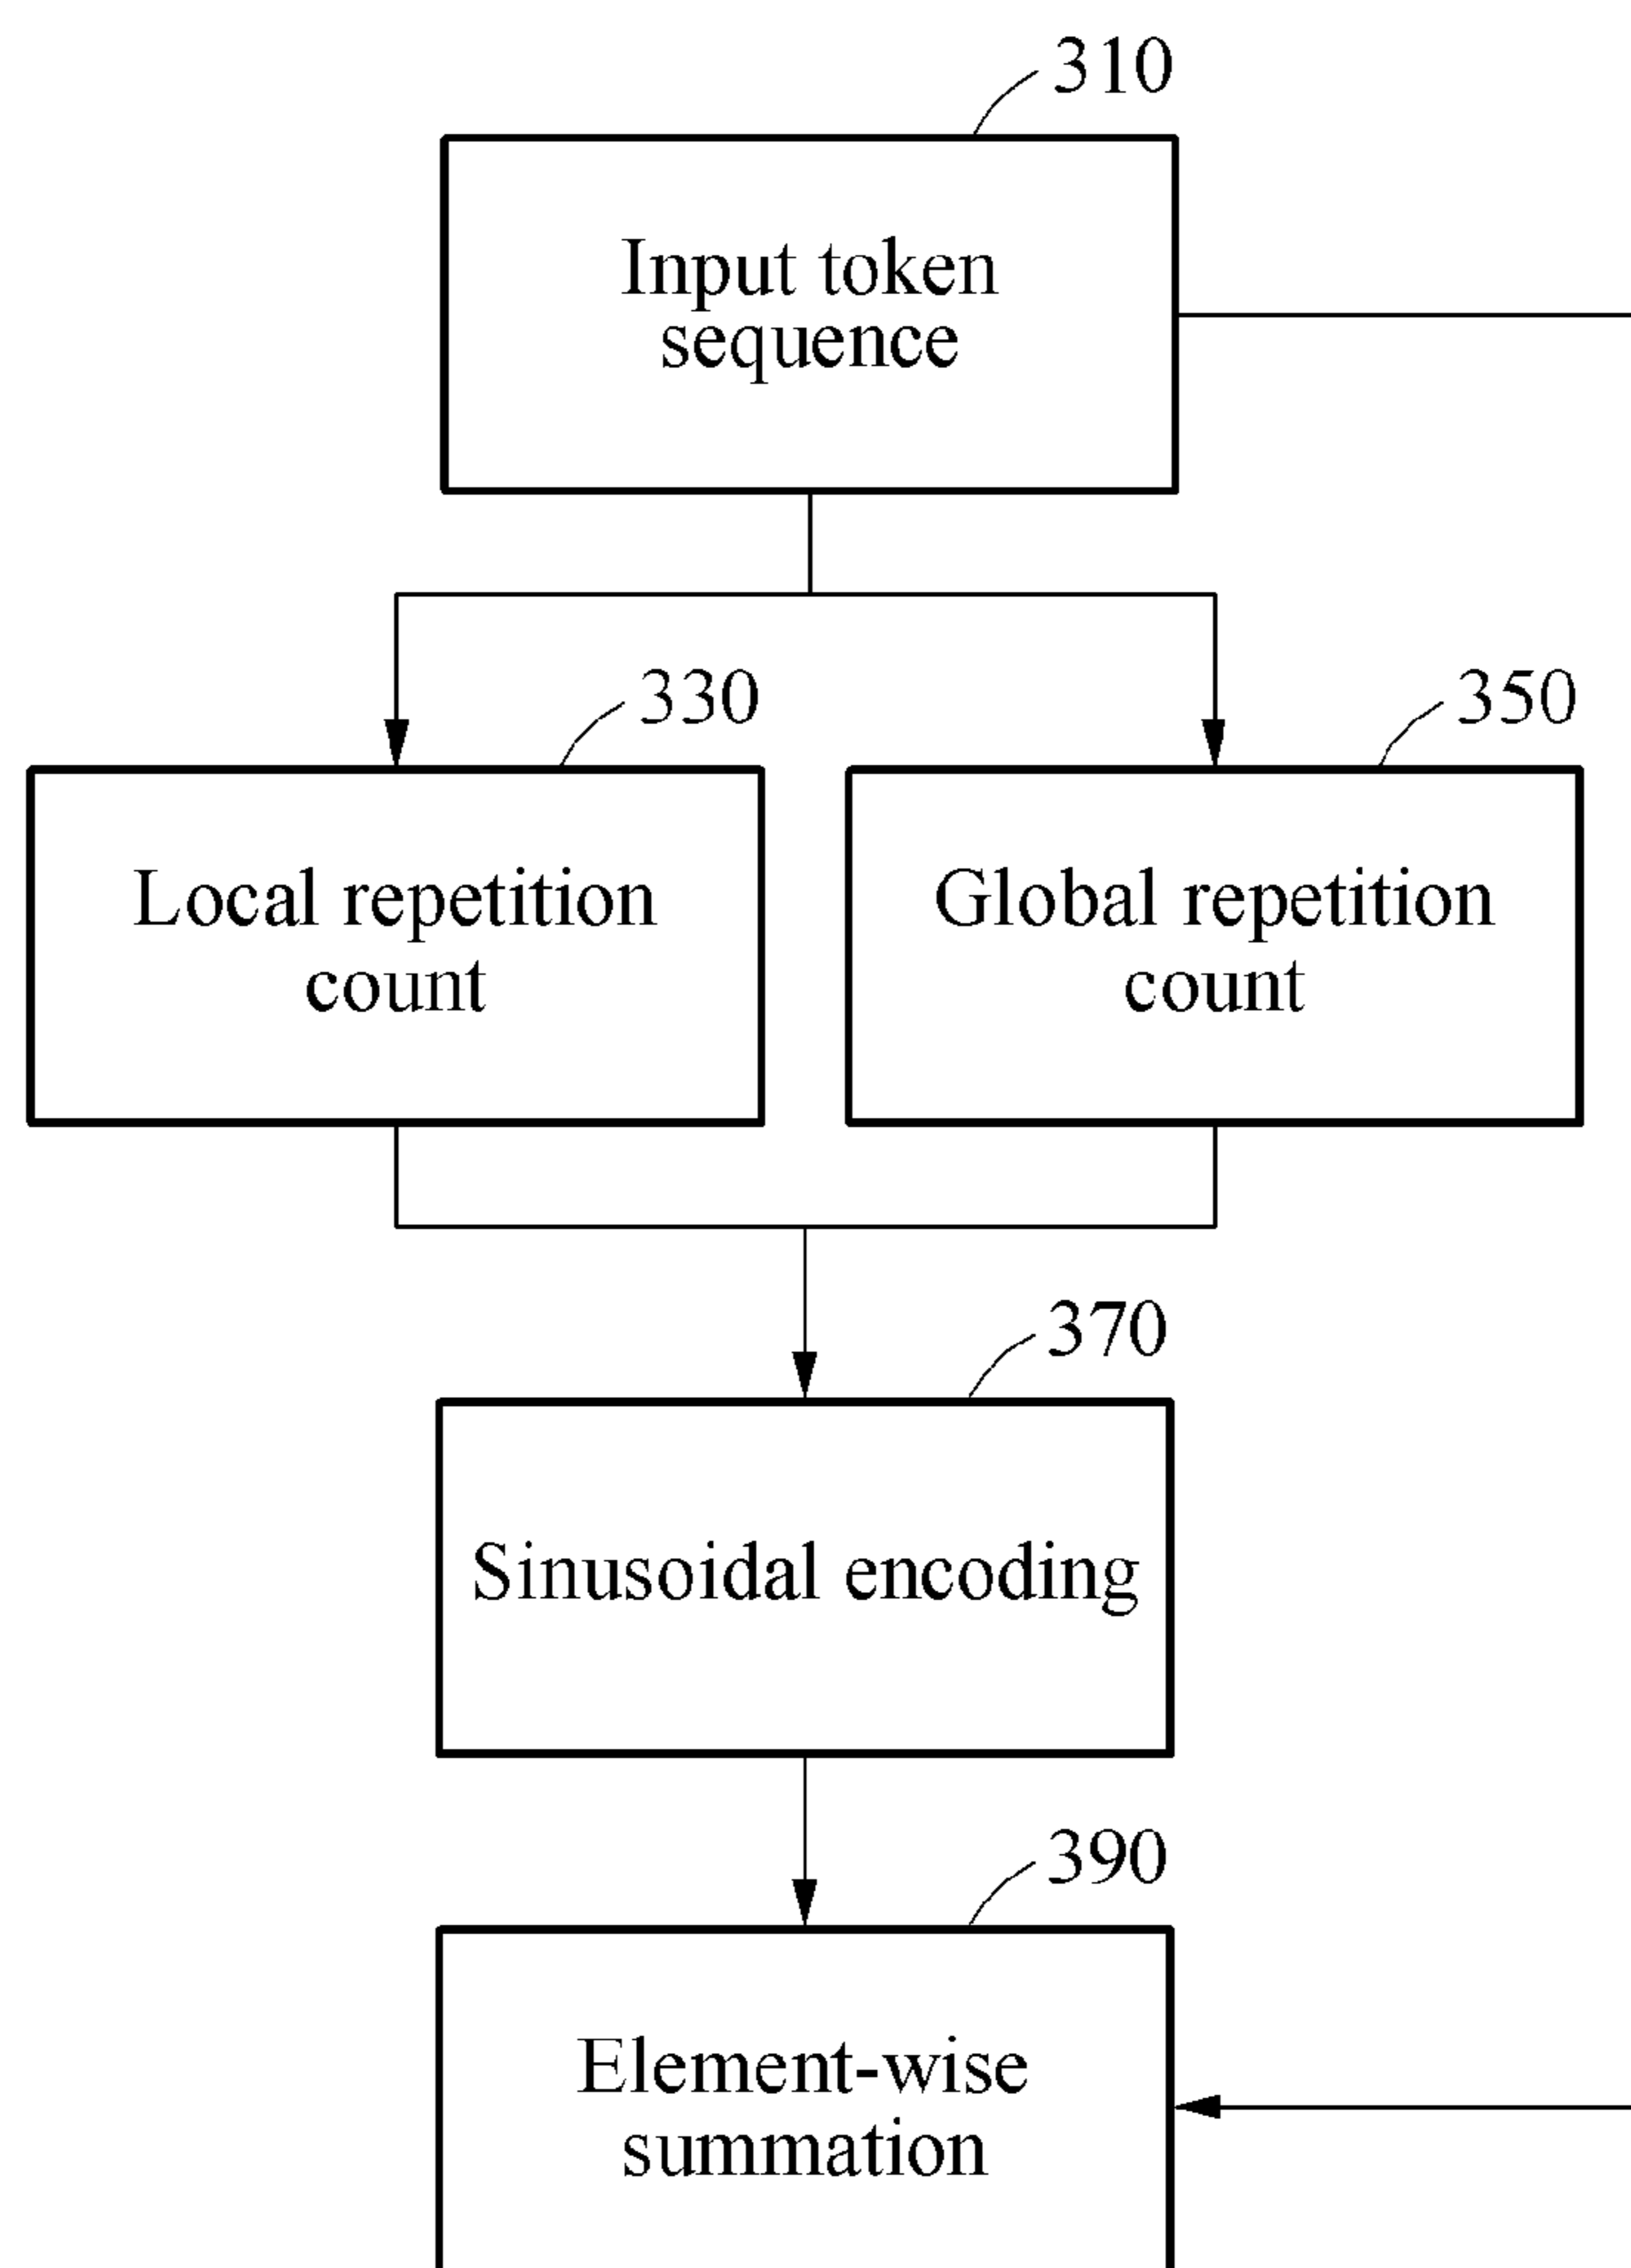 310
Input token
sequence
330
350
Local repetition
count
Global repetition
count
370
Sinusoidal encoding
390
Element-wise
summation